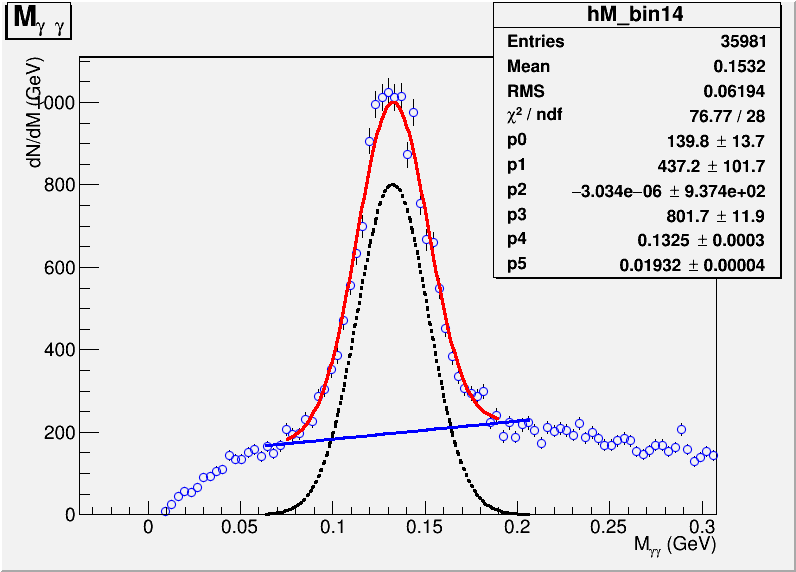 M_γ γ
hM_bin14
Entries 35981
Mean 0.1532
RMS 0.06194
χ² / ndf 76.77 / 28
p0 139.8 ± 13.7
p1 437.2 ± 101.7
p2 −3.034e−06 ± 9.374e+02
p3 801.7 ± 11.9
p4 0.1325 ± 0.0003
p5 0.01932 ± 0.00004
dN/dM (GeV)
1000
800
600
400
200
0
0 0.05 0.1 0.15 0.2 0.25 0.3
M_γγ (GeV)